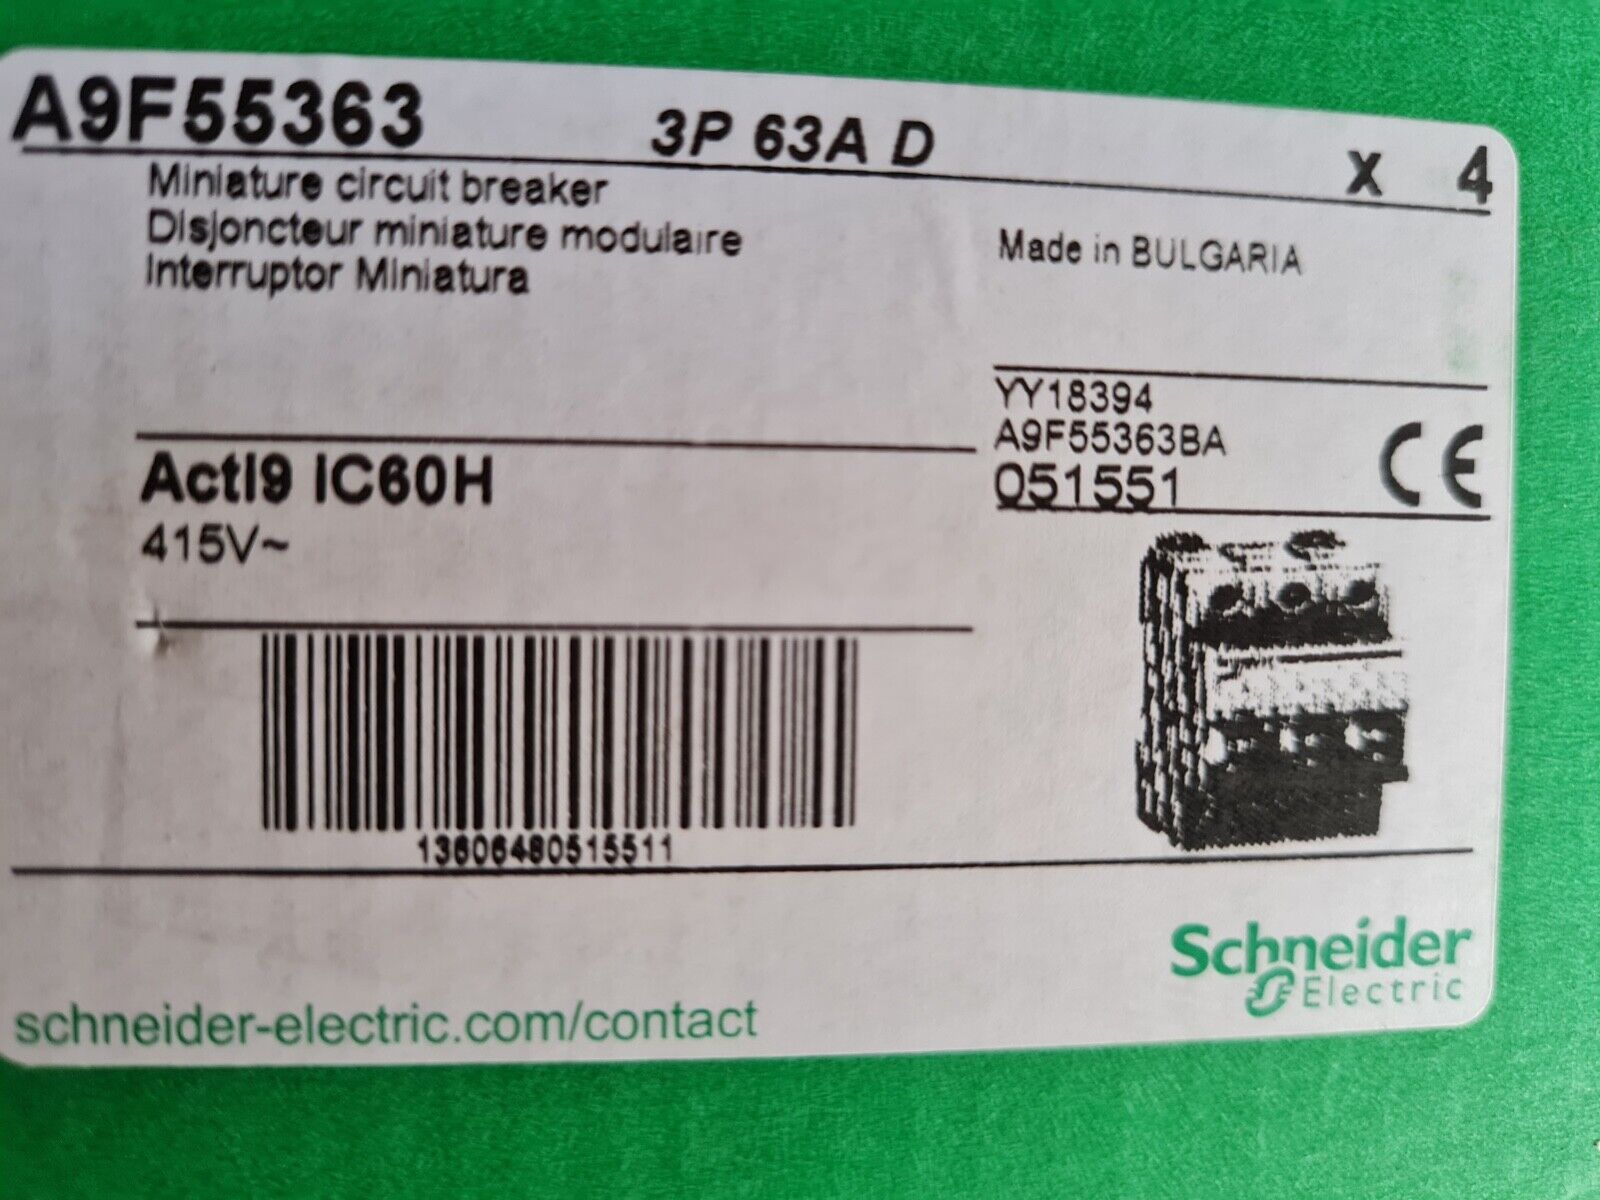 A9F55363 3P 63A D X 4
Miniature circuit breaker
Disjoncteur miniature modulaire
Interruptor Miniatura
Made in BULGARIA
YY18394
A9F55363BA
051551
CE
ActI9 IC60H
415V~
13606480515511
Schneider
Electric
schneider-electric.com/contact